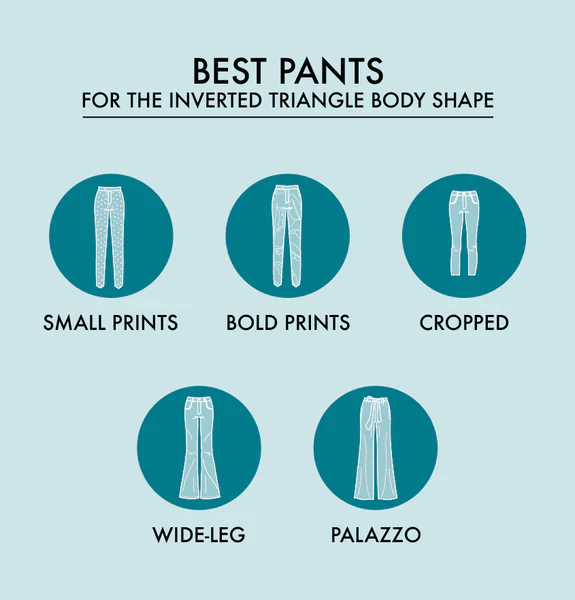 BEST PANTS
FOR THE INVERTED TRIANGLE BODY SHAPE
SMALL PRINTS
BOLD PRINTS
CROPPED
WIDE-LEG
PALAZZO